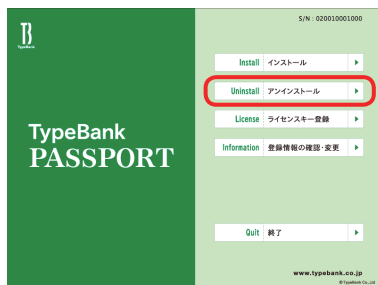 TypeBank
S/N : 020010001000
Install インストール
Uninstall アンインストール
License ライセンスキー登録
Information 登録情報の確認・変更
TypeBank
PASSPORT
Quit 終了
www.typebank.co.jp
©TypeBank Co.,Ltd